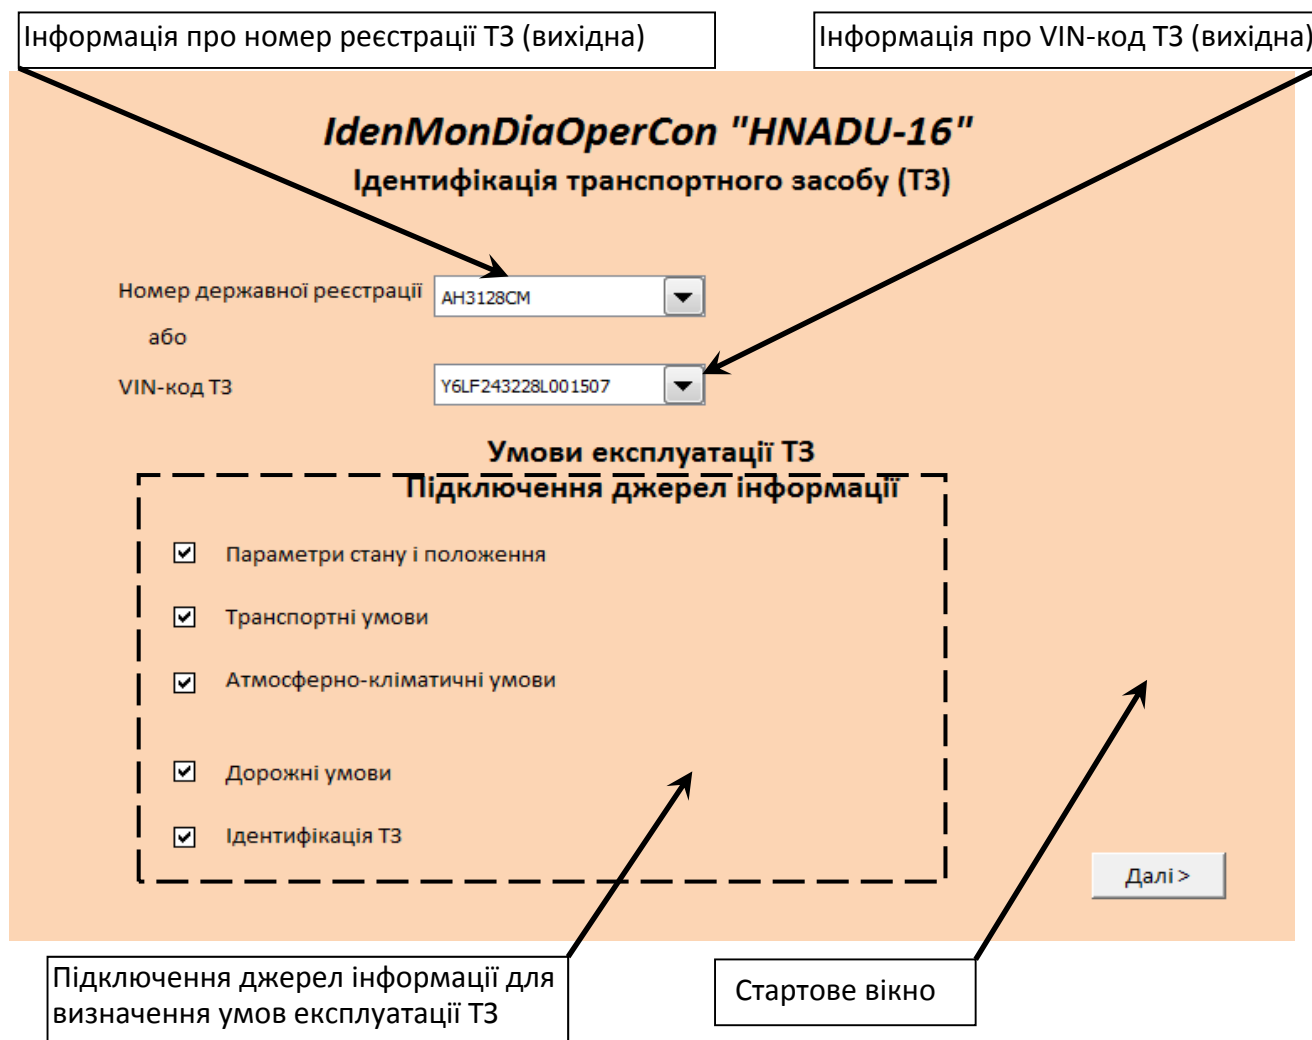 Інформація про номер реєстрації ТЗ (вихідна)
Інформація про VIN-код ТЗ (вихідна)
IdenMonDiaOperCon "HNADU-16"
Ідентифікація транспортного засобу (ТЗ)
Номер державної реєстрації
AH3128CM
або
VIN-код ТЗ
Y6LF243228L001507
Умови експлуатації ТЗ
Підключення джерел інформації
Параметри стану і положення
Транспортні умови
Атмосферно-кліматичні умови
Дорожні умови
Ідентифікація ТЗ
Далі >
Підключення джерел інформації для
визначення умов експлуатації ТЗ
Стартове вікно